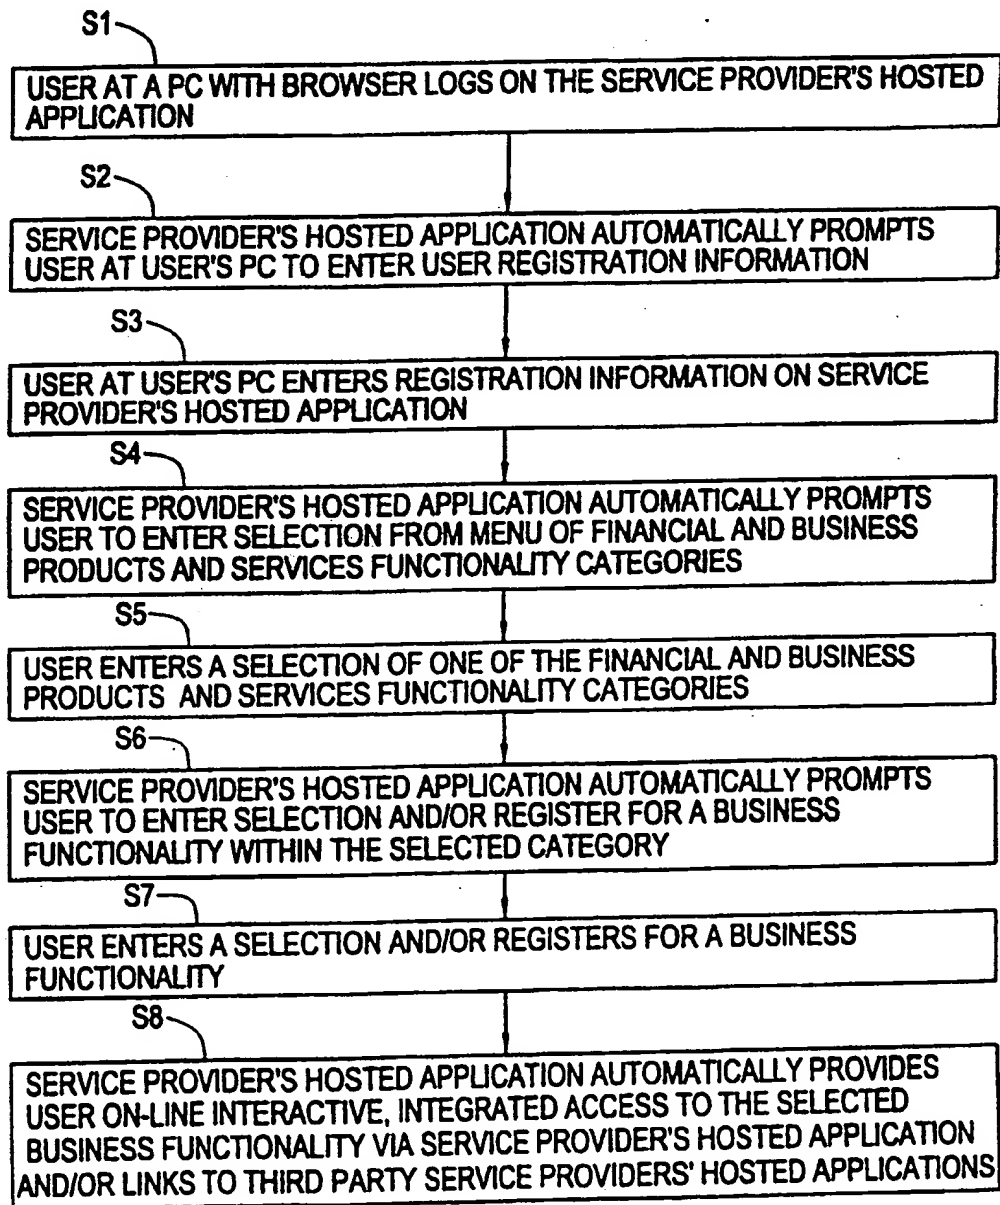 S1
USER AT A PC WITH BROWSER LOGS ON THE SERVICE PROVIDER'S HOSTED
APPLICATION
S2
SERVICE PROVIDER'S HOSTED APPLICATION AUTOMATICALLY PROMPTS
USER AT USER'S PC TO ENTER USER REGISTRATION INFORMATION
S3
USER AT USER'S PC ENTERS REGISTRATION INFORMATION ON SERVICE
PROVIDER'S HOSTED APPLICATION
S4
SERVICE PROVIDER'S HOSTED APPLICATION AUTOMATICALLY PROMPTS
USER TO ENTER SELECTION FROM MENU OF FINANCIAL AND BUSINESS
PRODUCTS AND SERVICES FUNCTIONALITY CATEGORIES
S5
USER ENTERS A SELECTION OF ONE OF THE FINANCIAL AND BUSINESS
PRODUCTS AND SERVICES FUNCTIONALITY CATEGORIES
S6
SERVICE PROVIDER'S HOSTED APPLICATION AUTOMATICALLY PROMPTS
USER TO ENTER SELECTION AND/OR REGISTER FOR A BUSINESS
FUNCTIONALITY WITHIN THE SELECTED CATEGORY
S7
USER ENTERS A SELECTION AND/OR REGISTERS FOR A BUSINESS
FUNCTIONALITY
S8
SERVICE PROVIDER'S HOSTED APPLICATION AUTOMATICALLY PROVIDES
USER ON-LINE INTERACTIVE, INTEGRATED ACCESS TO THE SELECTED
BUSINESS FUNCTIONALITY VIA SERVICE PROVIDER'S HOSTED APPLICATION
AND/OR LINKS TO THIRD PARTY SERVICE PROVIDERS' HOSTED APPLICATIONS